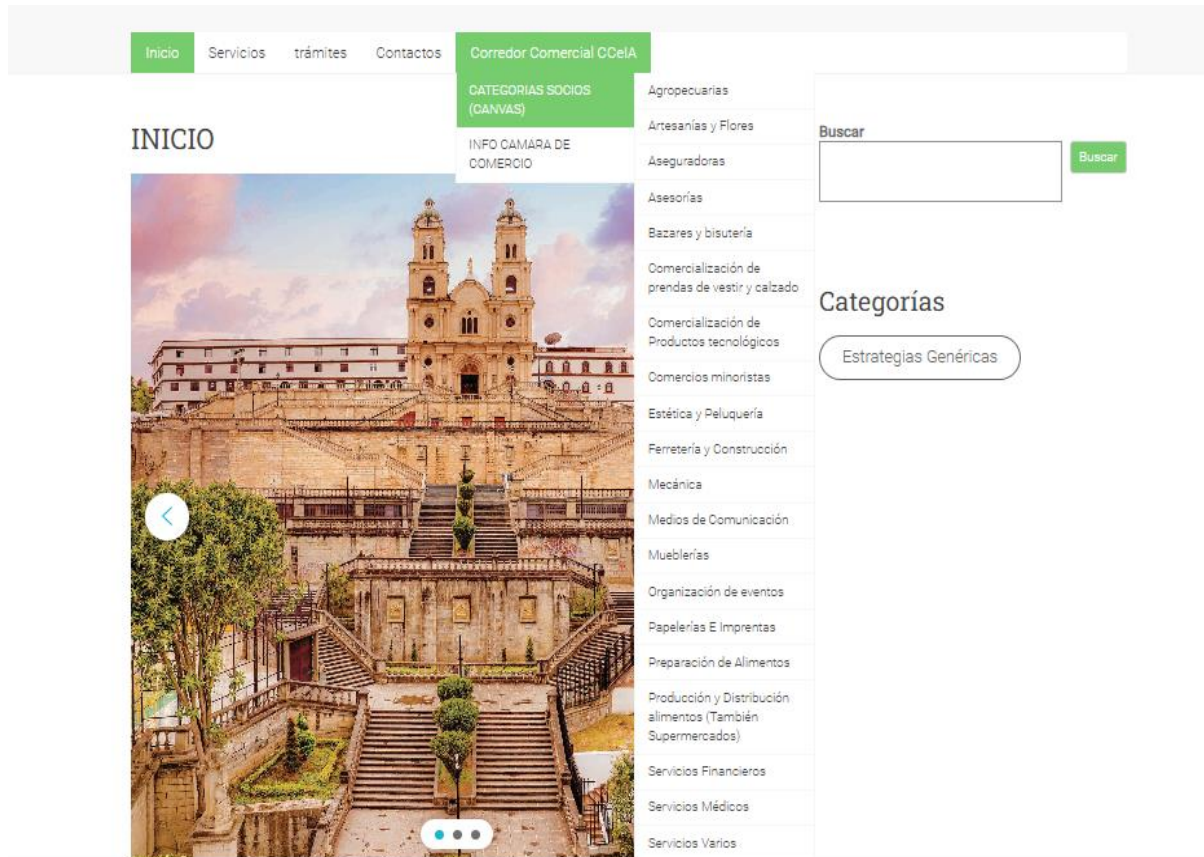 Inicio
Servicios
trámites
Contactos
Corredor Comercial CCeIA
CATEGORIAS SOCIOS
(CANVAS)
INFO CAMARA DE
COMERCIO
Agropecuarias
Artesanías y Flores
Aseguradoras
Asesorías
Bazares y bisutería
Comercialización de
prendas de vestir y calzado
Comercialización de
Productos tecnológicos
Comercios minoristas
Estética y Peluquería
Ferretería y Construcción
Mecánica
Medios de Comunicación
Mueblerías
Organización de eventos
Papelerías E Imprentas
Preparación de Alimentos
Producción y Distribución
alimentos (También
Supermercados)
Servicios Financieros
Servicios Médicos
Servicios Varios
INICIO
Buscar
Buscar
Categorías
Estrategias Genéricas